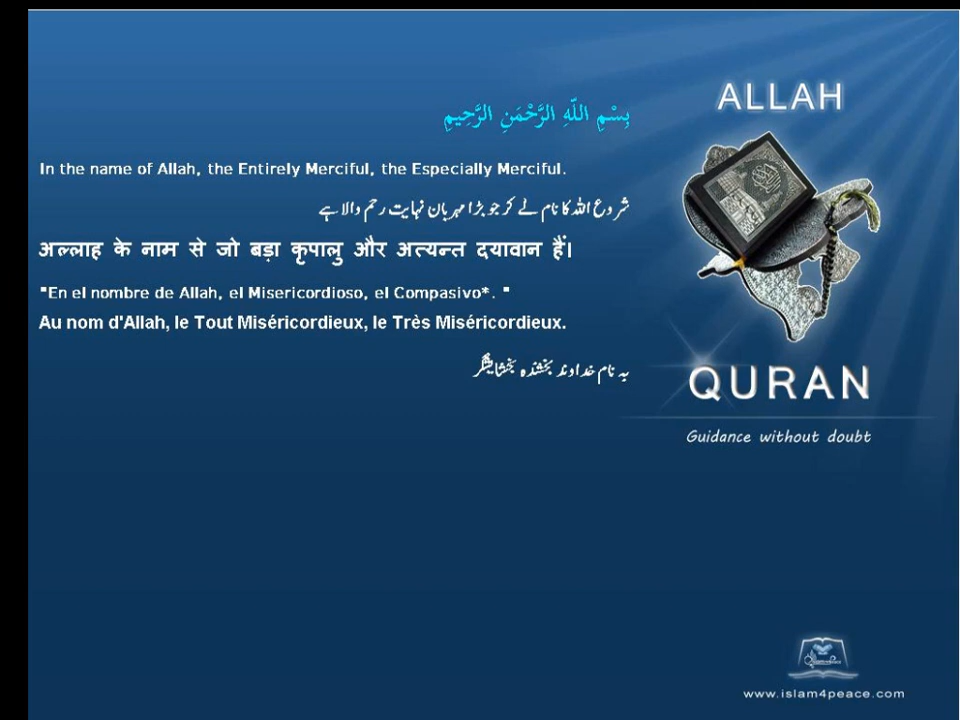 بِسْمِ اللّهِ الرَّحْمَنِ الرَّحِيمِ
In the name of Allah, the Entirely Merciful, the Especially Merciful.
شروع اللہ کا نام لے کر جو بڑا مہربان نہایت رحم والا ہے
अल्लाह के नाम से जो बड़ा कृपालु और अत्यन्त दयावान हैं।
"En el nombre de Allah, el Misericordioso, el Compasivo*. "
Au nom d'Allah, le Tout Miséricordieux, le Très Miséricordieux.
به نام خداوند بخشنده بخشایشگر
ALLAH
QURAN
Guidance without doubt
www.islam4peace.com